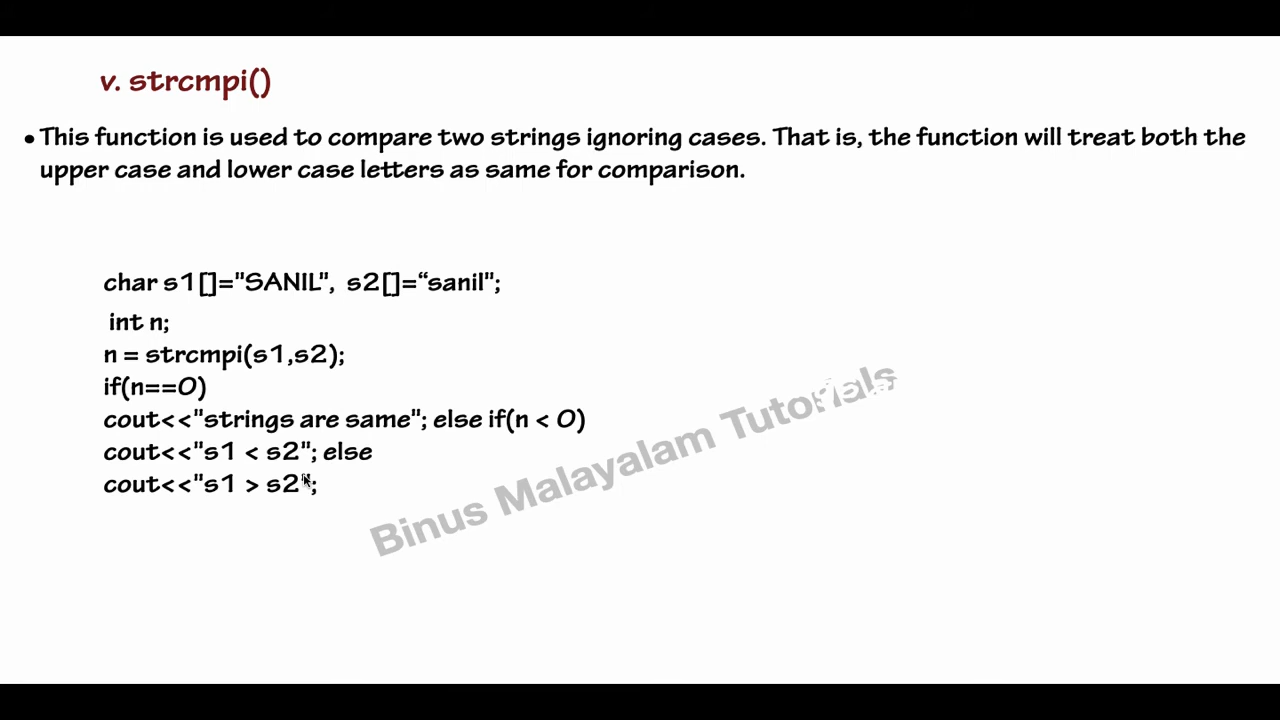 v. strcmpi()
• This function is used to compare two strings ignoring cases. That is, the function will treat both the
upper case and lower case letters as same for comparison.
char s1[]="SANIL", s2[]=“sanil";
int n;
n = strcmpi(s1,s2);
if(n==0)
cout<<"strings are same"; else if(n < 0)
cout<<"s1 < s2"; else
cout<<"s1 > s2";
Binus Malayalam Tutorials